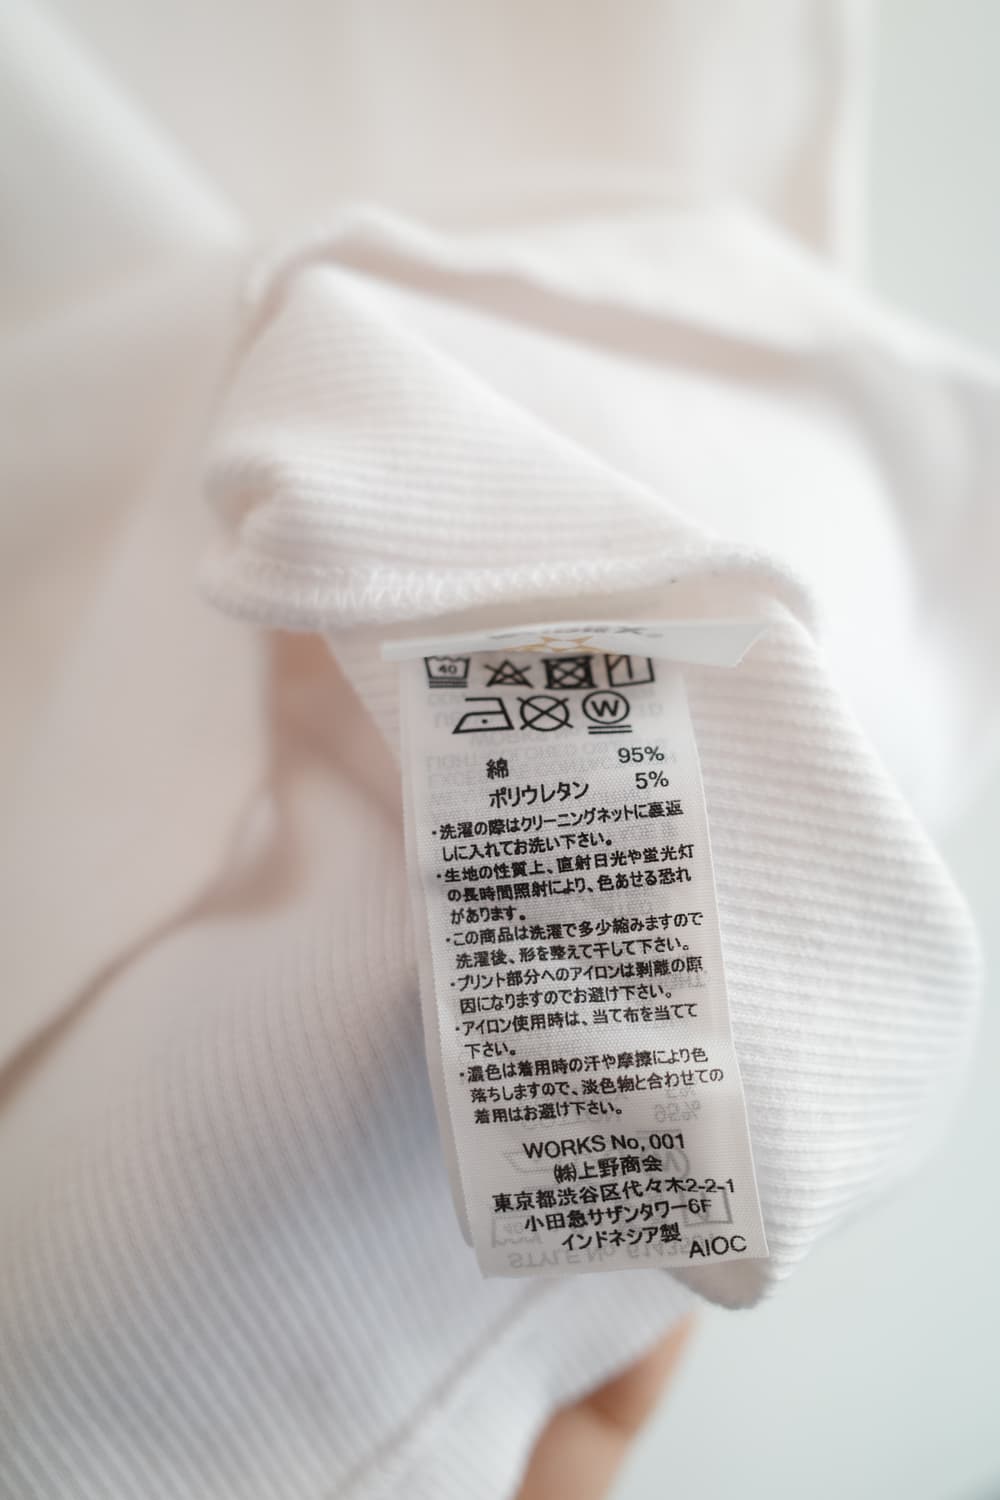 40
W
綿 95%
ポリウレタン 5%
・洗濯の際はクリーニングネットに裏返
しに入れてお洗い下さい。
・生地の性質上、直射日光や蛍光灯
の長時間照射により、色あせる恐れ
があります。
・この商品は洗濯で多少縮みますので
洗濯後、形を整えて干して下さい。
・プリント部分へのアイロンは剥離の原
因になりますのでお避け下さい。
・アイロン使用時は、当て布を当てて
下さい。
・濃色は着用時の汗や摩擦により色
落ちしますので、淡色物と合わせての
着用はお避け下さい。
WORKS No, 001
㈱上野商会
東京都渋谷区代々木2-2-1
小田急サザンタワー6F
インドネシア製
AIOC